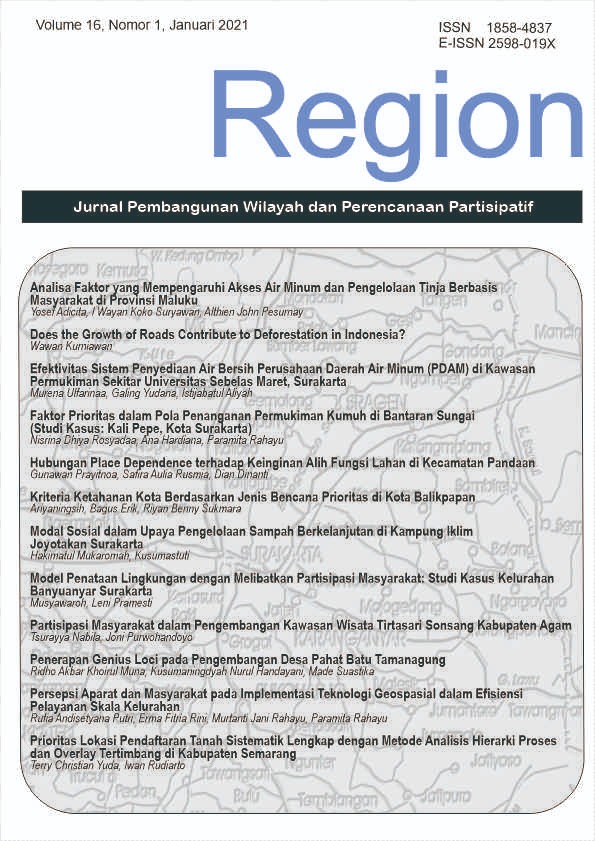 Volume 16, Nomor 1, Januari 2021
ISSN 1858-4837
E-ISSN 2598-019X
Region
Jurnal Pembangunan Wilayah dan Perencanaan Partisipatif
Analisa Faktor yang Mempengaruhi Akses Air Minum dan Pengelolaan Tinja Berbasis
Masyarakat di Provinsi Maluku
Yosef Adicita, I Wayan Koko Suryawan, Althien John Pesurnay
Does the Growth of Roads Contribute to Deforestation in Indonesia?
Wawan Kurniawan
Efektivitas Sistem Penyediaan Air Bersih Perusahaan Daerah Air Minum (PDAM) di Kawasan
Permukiman Sekitar Universitas Sebelas Maret, Surakarta
Murena Ulfarinaa, Galing Yudana, Istijabatul Aliyah
Faktor Prioritas dalam Pola Penanganan Permukiman Kumuh di Bantaran Sungai
(Studi Kasus: Kali Pepe, Kota Surakarta)
Nisrina Dhiya Rosyadaa, Ana Hardiana, Paramita Rahayu
Hubungan Place Dependence terhadap Keinginan Alih Fungsi Lahan di Kecamatan Pandaan
Gunawan Prayitnoa, Safira Aulia Rusmia, Dian Dinanti
Kriteria Ketahanan Kota Berdasarkan Jenis Bencana Prioritas di Kota Balikpapan
Ariyaningsih, Bagus Erik, Riyan Benny Sukmara
Modal Sosial dalam Upaya Pengelolaan Sampah Berkelanjutan di Kampung Iklim
Joyotakan Surakarta
Hakimatul Mukaromah, Kusumastuti
Model Penataan Lingkungan dengan Melibatkan Partisipasi Masyarakat: Studi Kasus Kelurahan
Banyuanyar Surakarta
Musyawaroh, Leni Pramesti
Partisipasi Masyarakat dalam Pengembangan Kawasan Wisata Tirtasari Sonsang Kabupaten Agam
Tsurayya Nabila, Joni Purwohandoyo
Penerapan Genius Loci pada Pengembangan Desa Pahat Batu Tamanagung
Ridho Akbar Khoirul Muna, Kusumaningdyah Nurul Handayani, Made Suastika
Persepsi Aparat dan Masyarakat pada Implementasi Teknologi Geospasial dalam Efisiensi
Pelayanan Skala Kelurahan
Rufia Andisetyana Putri, Erma Fitria Rini, Murtanti Jani Rahayu, Paramita Rahayu
Prioritas Lokasi Pendaftaran Tanah Sistematik Lengkap dengan Metode Analisis Hierarki Proses
dan Overlay Tertimbang di Kabupaten Semarang
Terry Christian Yuda, Iwan Rudiarto